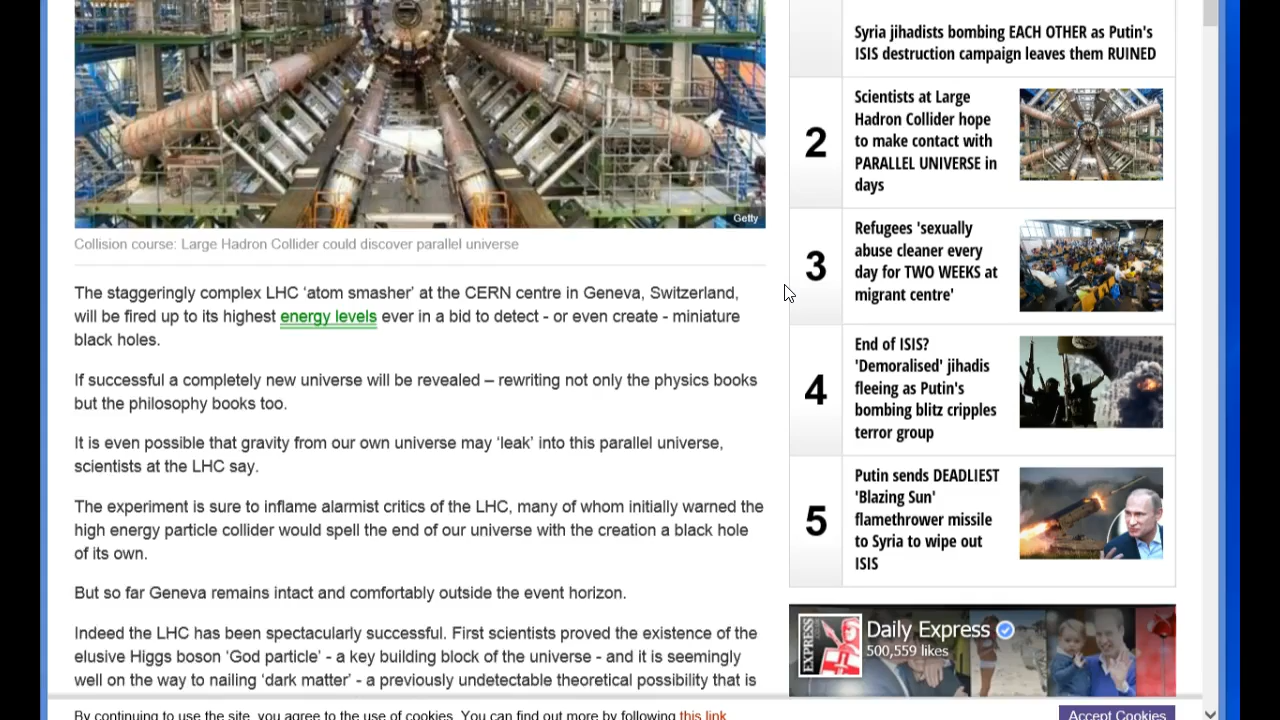 Getty
Collision course: Large Hadron Collider could discover parallel universe
The staggeringly complex LHC ‘atom smasher’ at the CERN centre in Geneva, Switzerland,
will be fired up to its highest energy levels ever in a bid to detect - or even create - miniature
black holes.
If successful a completely new universe will be revealed – rewriting not only the physics books
but the philosophy books too.
It is even possible that gravity from our own universe may ‘leak’ into this parallel universe,
scientists at the LHC say.
The experiment is sure to inflame alarmist critics of the LHC, many of whom initially warned the
high energy particle collider would spell the end of our universe with the creation a black hole
of its own.
But so far Geneva remains intact and comfortably outside the event horizon.
Indeed the LHC has been spectacularly successful. First scientists proved the existence of the
elusive Higgs boson ‘God particle’ - a key building block of the universe - and it is seemingly
well on the way to nailing ‘dark matter’ - a previously undetectable theoretical possibility that is
Syria jihadists bombing EACH OTHER as Putin's
ISIS destruction campaign leaves them RUINED
2
Scientists at Large
Hadron Collider hope
to make contact with
PARALLEL UNIVERSE in
days
3
Refugees 'sexually
abuse cleaner every
day for TWO WEEKS at
migrant centre'
4
End of ISIS?
'Demoralised' jihadis
fleeing as Putin's
bombing blitz cripples
terror group
5
Putin sends DEADLIEST
'Blazing Sun'
flamethrower missile
to Syria to wipe out
ISIS
EXPRESS
Daily Express
500,559 likes
By continuing to use the site, you agree to the use of cookies. You can find out more by following this link
Accept Cookies